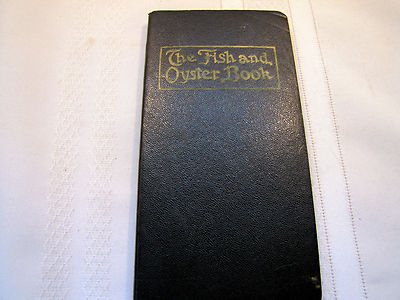 The Fish and
Oyster Book